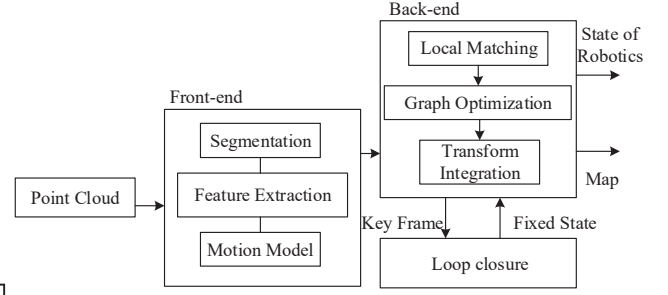 Back-end
Local Matching
State of
Robotics
Graph Optimization
Front-end
Segmentation
Transform
Integration
Map
Feature Extraction
Point Cloud
Key Frame
Fixed State
Motion Model
Loop closure